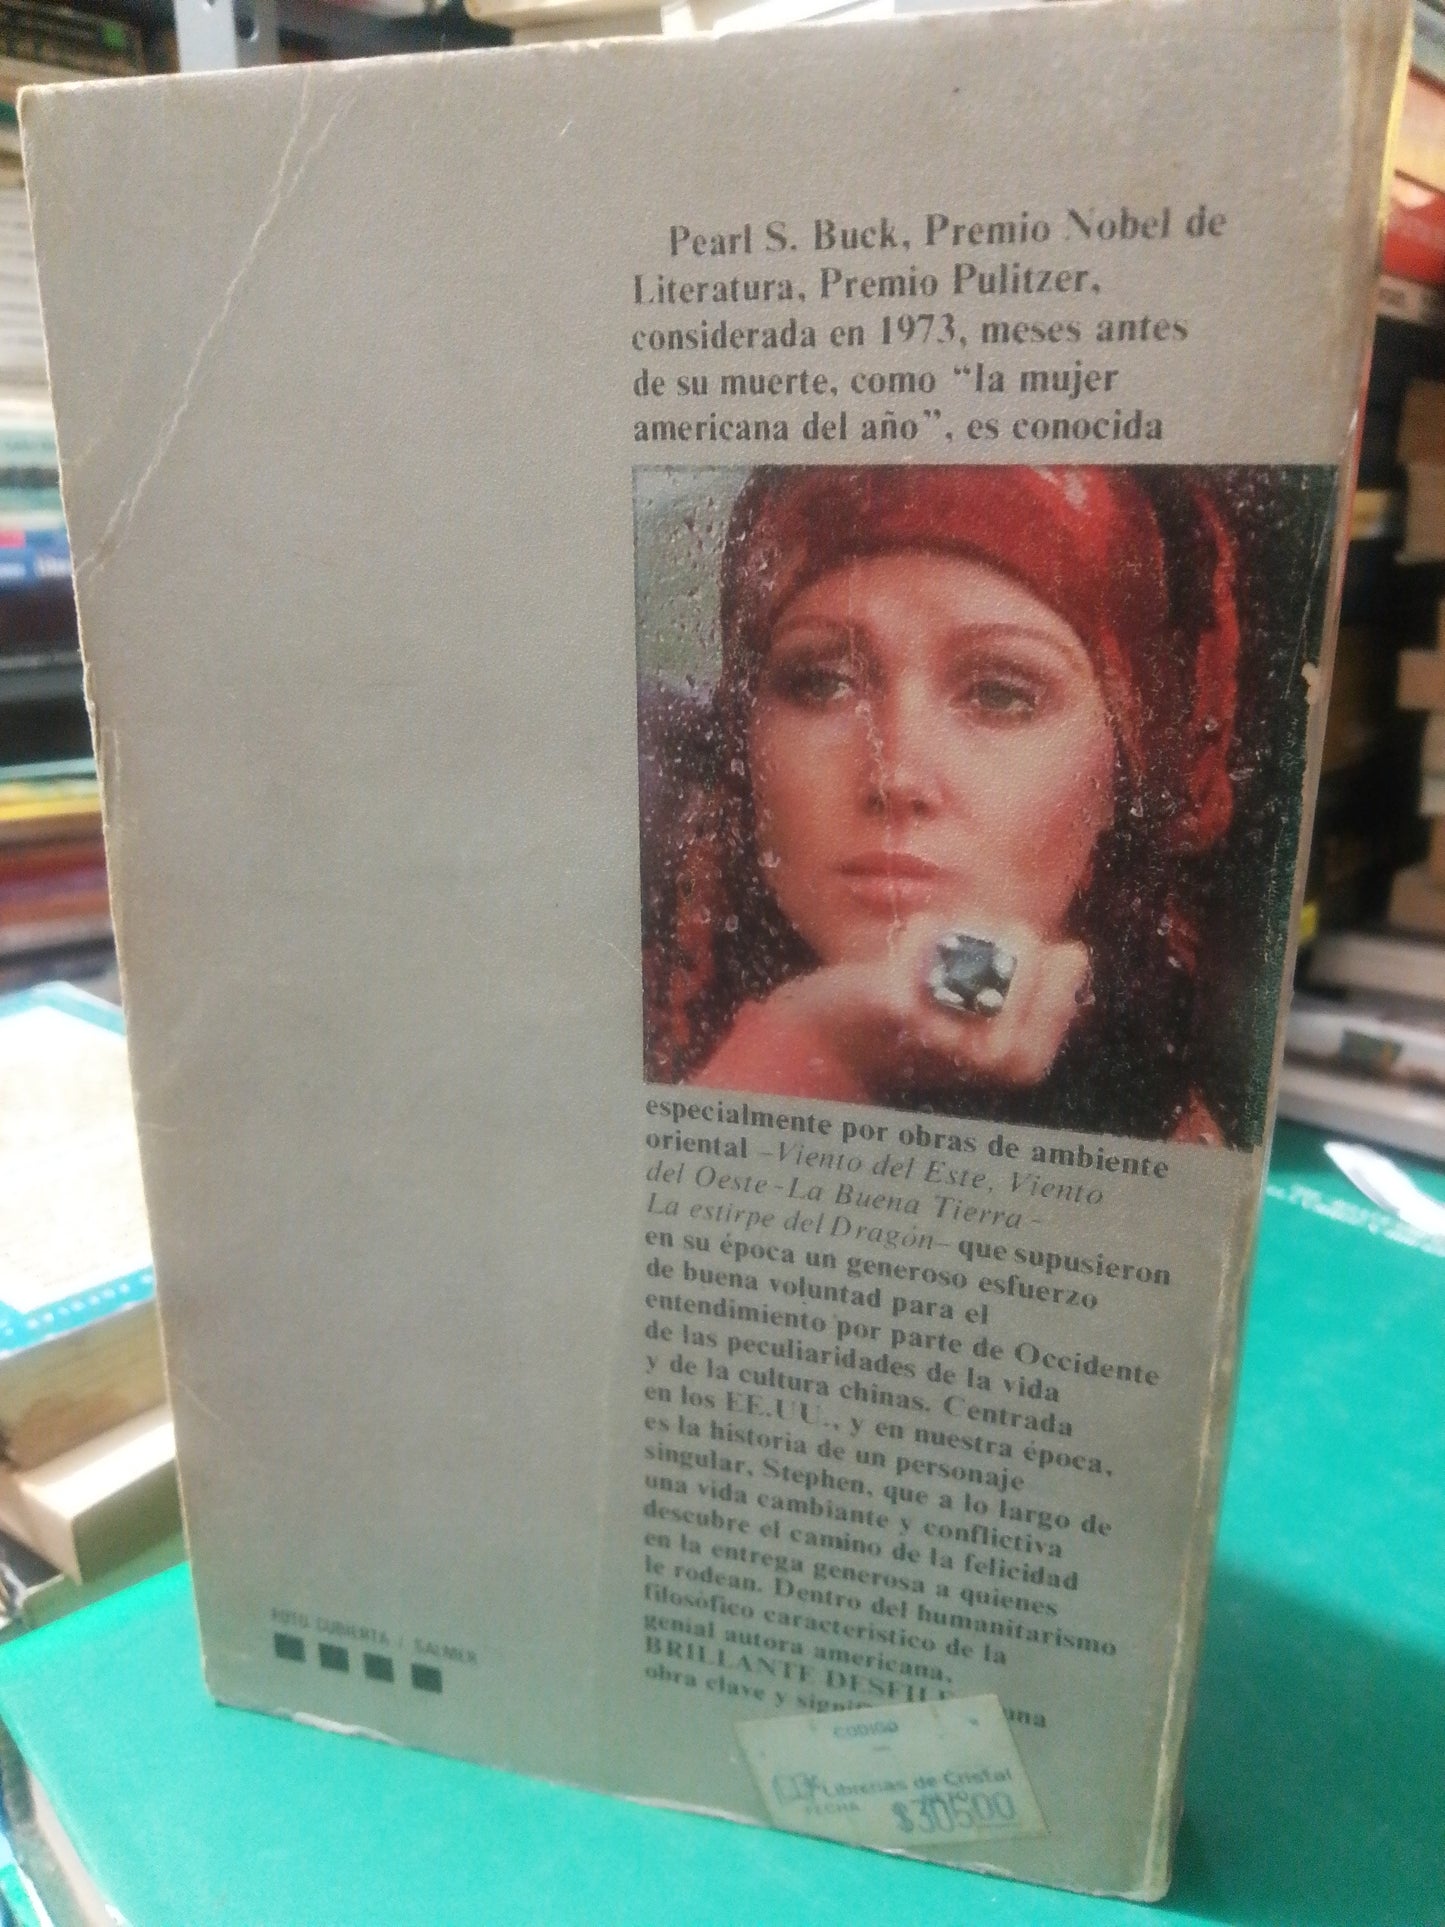 Pearl S. Buck, Premio Nobel de
Literatura, Premio Pulitzer,
considerada en 1973, meses antes
de su muerte, como “la mujer
americana del año”, es conocida
especialmente por obras de ambiente
oriental –Viento del Este, Viento
del Oeste-La Buena Tierra-
La estirpe del Dragón– que supusieron
en su época un generoso esfuerzo
de buena voluntad para el
entendimiento por parte de Occidente
de las peculiaridades de la vida
y de la cultura chinas. Centrada
en los EE.UU., y en nuestra época,
es la historia de un personaje
singular, Stephen, que a lo largo de
una vida cambiante y conflictiva
descubre el camino de la felicidad
en la entrega generosa a quienes
le rodean. Dentro del humanitarismo
filosófico característico de la
genial autora americana,
BRILLANTE DESFILE una
obra clave y
FOTO CUBIERTA / SALMER
CODIGO
Librerias de Cristal
FECHA
$305.00